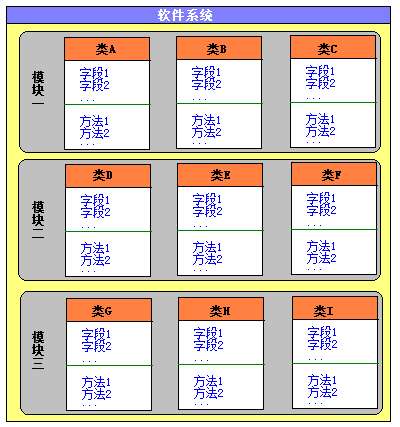 软件系统
模块一
类A
字段1
字段2
...
方法1
方法2
...
类B
字段1
字段2
...
方法1
方法2
...
类C
字段1
字段2
...
方法1
方法2
...
模块二
类D
字段1
字段2
...
方法1
方法2
...
类E
字段1
字段2
...
方法1
方法2
...
类F
字段1
字段2
...
方法1
方法2
...
模块三
类G
字段1
字段2
...
方法1
方法2
...
类H
字段1
字段2
...
方法1
方法2
...
类I
字段1
字段2
...
方法1
方法2
...